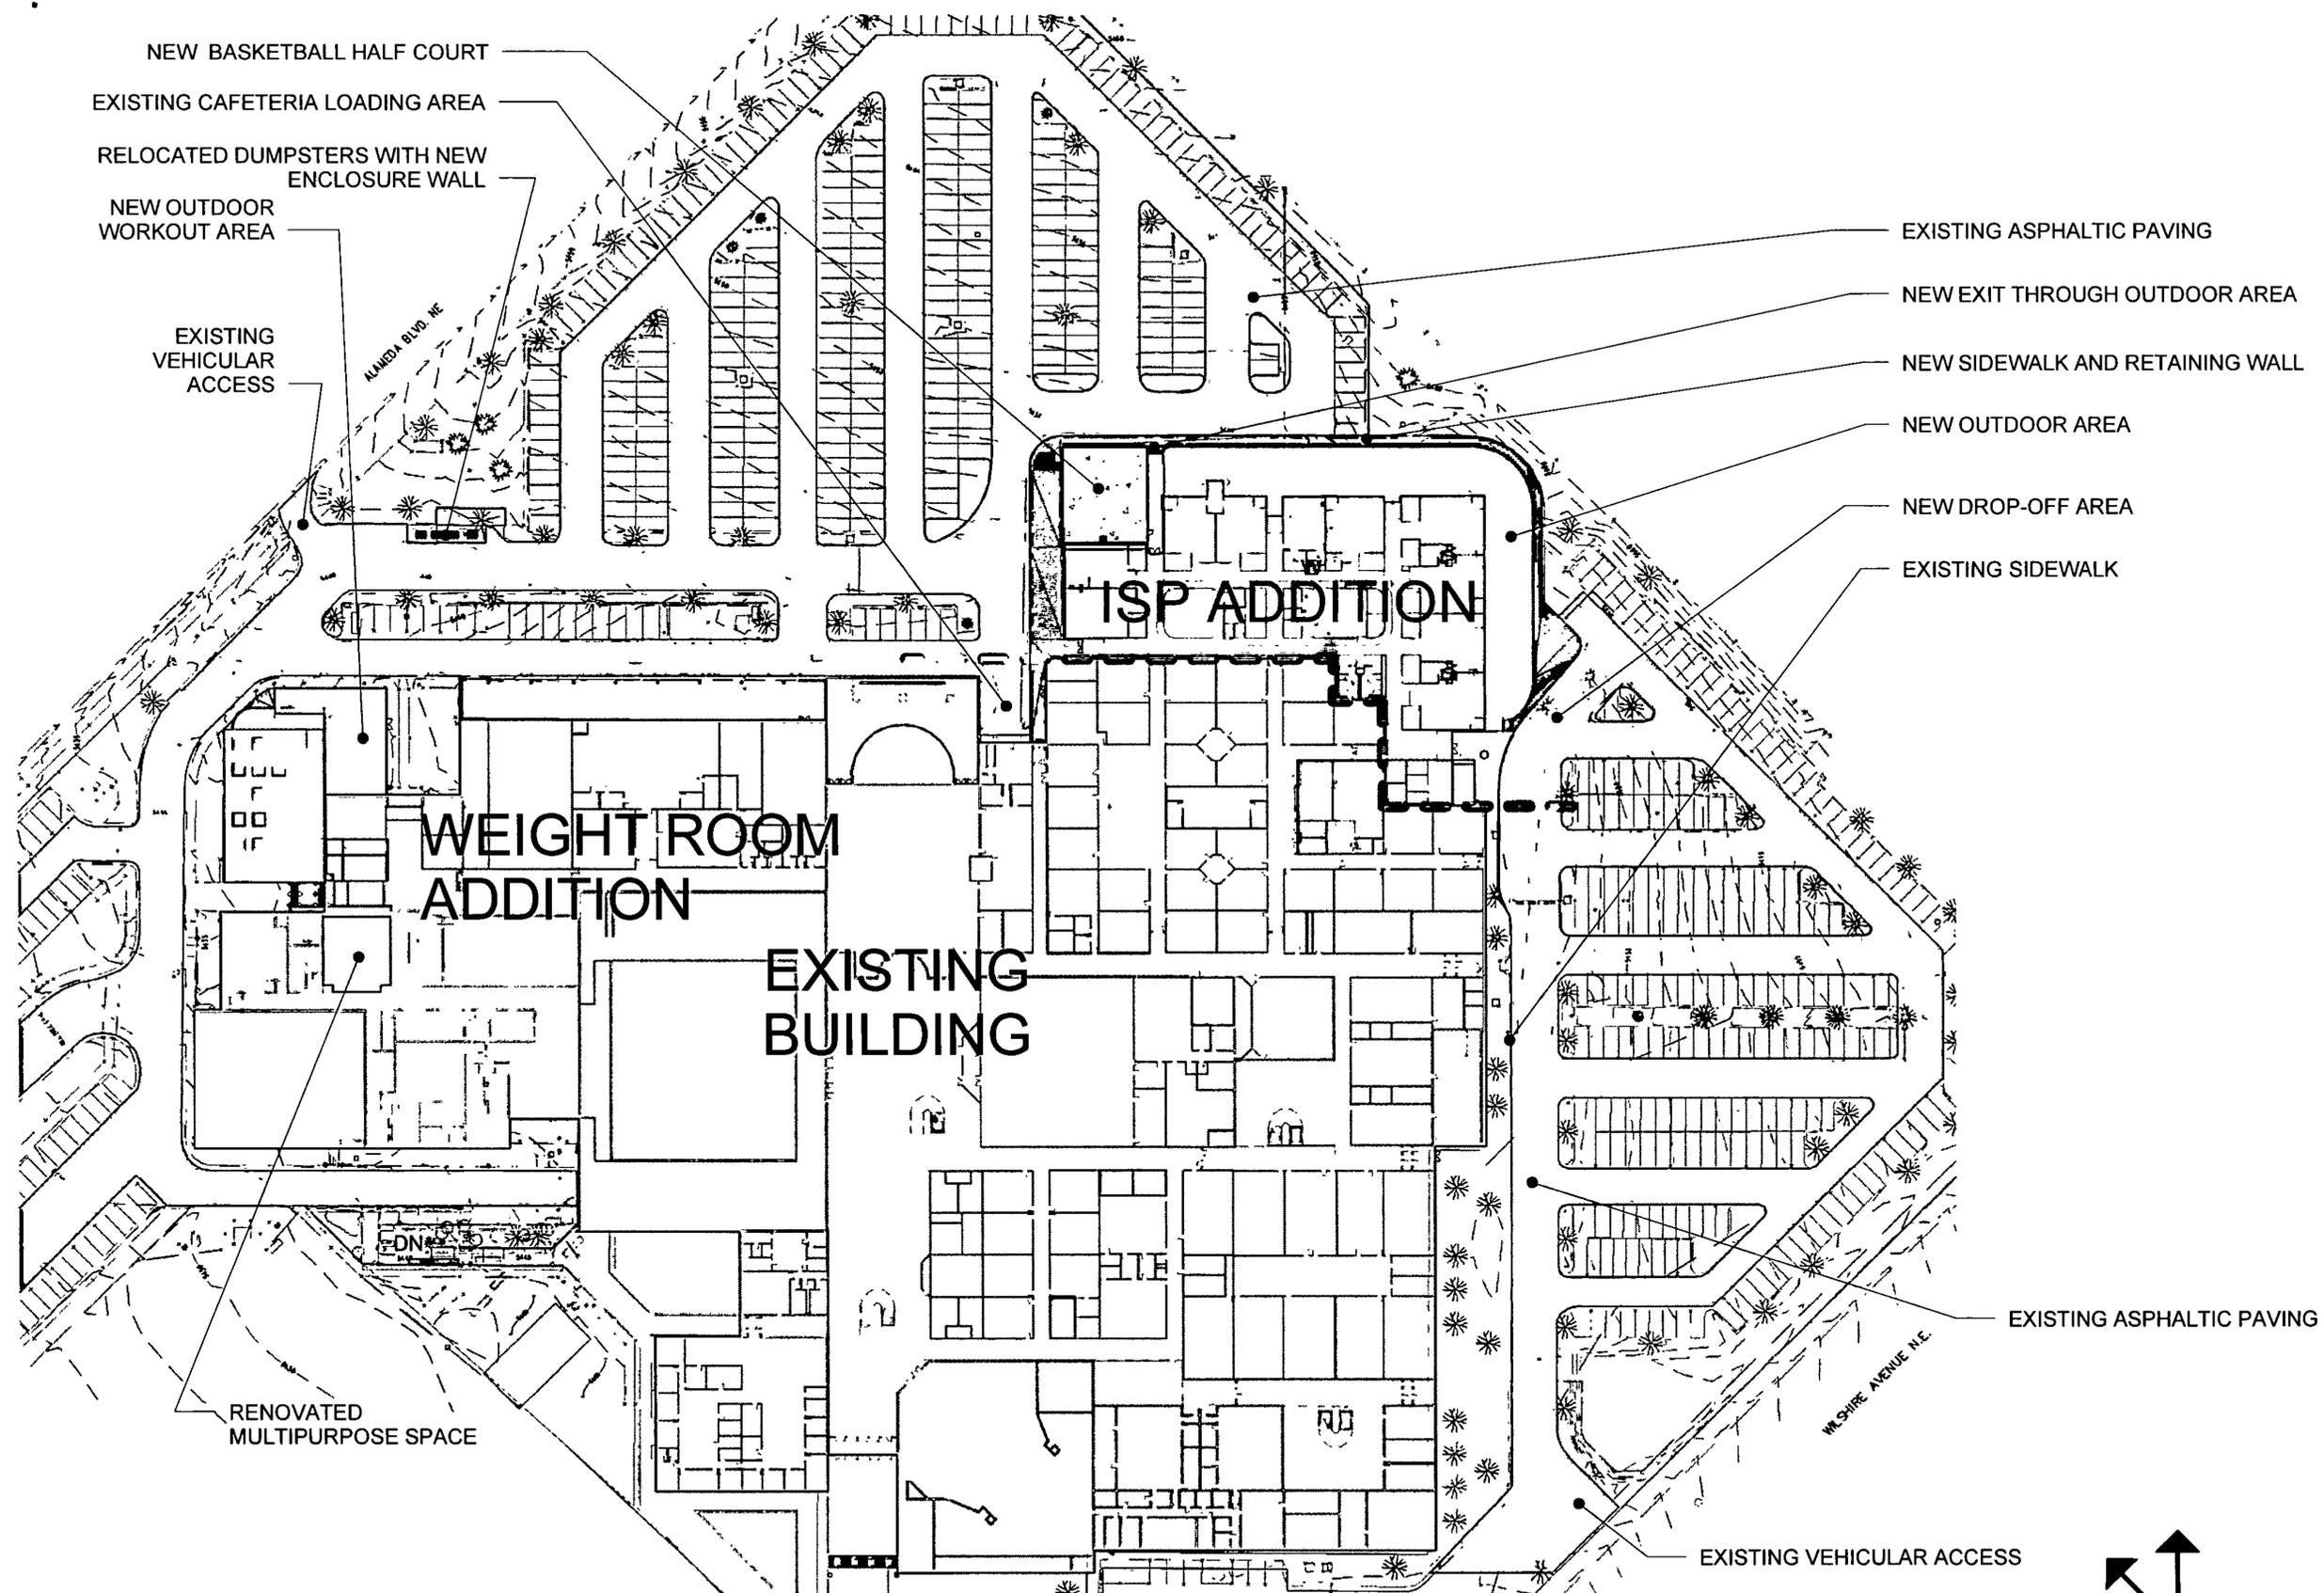 NEW BASKETBALL HALF COURT
EXISTING CAFETERIA LOADING AREA
RELOCATED DUMPSTERS WITH NEW
ENCLOSURE WALL
NEW OUTDOOR
WORKOUT AREA
EXISTING
VEHICULAR
ACCESS
ALAMEDA BLVD. NE
EXISTING ASPHALTIC PAVING
NEW EXIT THROUGH OUTDOOR AREA
NEW SIDEWALK AND RETAINING WALL
NEW OUTDOOR AREA
NEW DROP-OFF AREA
EXISTING SIDEWALK
ISP ADDITION
WEIGHT ROOM
ADDITION
EXISTING
BUILDING
DN
RENOVATED
MULTIPURPOSE SPACE
EXISTING ASPHALTIC PAVING
WILSHIRE AVENUE N.E.
EXISTING VEHICULAR ACCESS